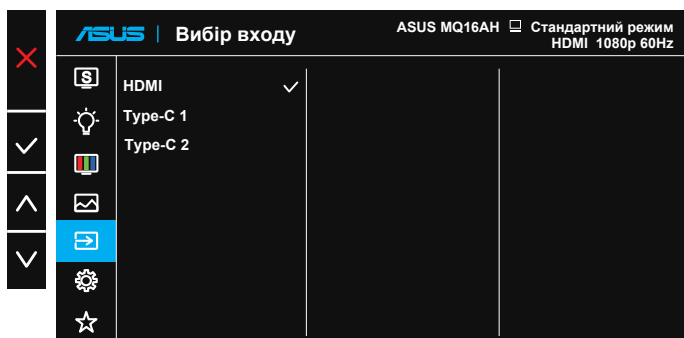 ASUS | Вибір входу
ASUS MQ16AH Стандартний режим
HDMI 1080p 60Hz
S
HDMI
Type-C 1
Type-C 2